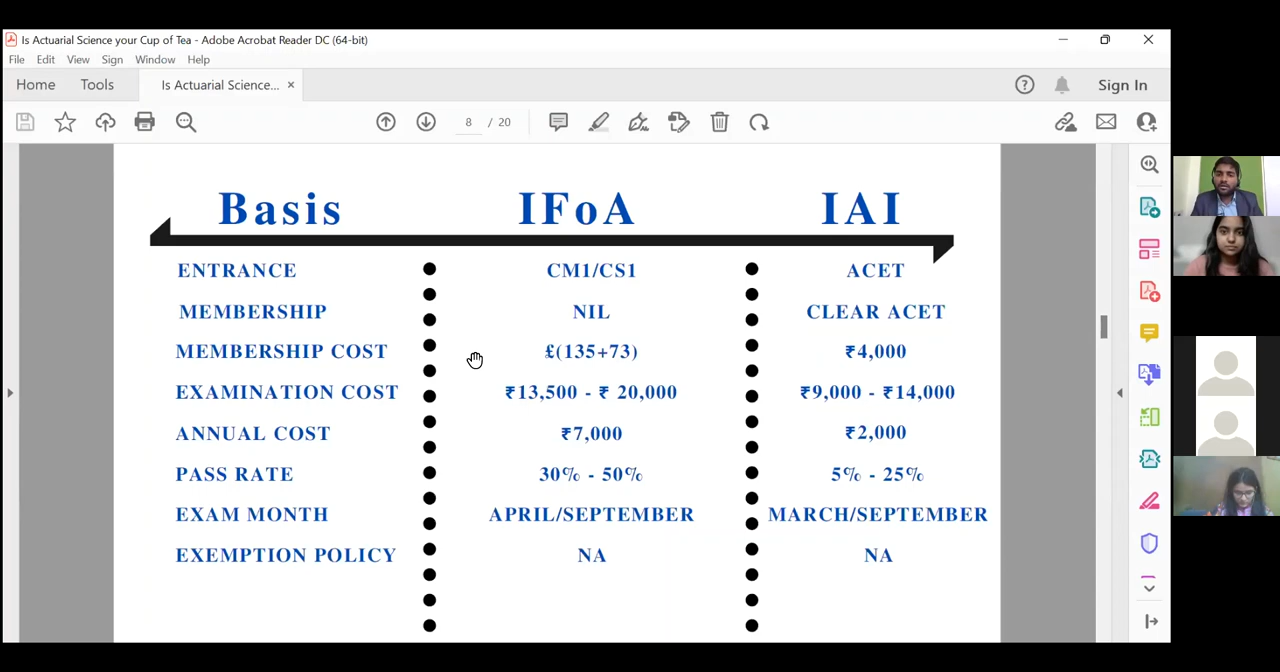 Is Actuarial Science your Cup of Tea - Adobe Acrobat Reader DC (64-bit)
File Edit View Sign Window Help
Home Tools Is Actuarial Science... × Sign In
8 / 20
Basis IFoA IAI
ENTRANCE CM1/CS1 ACET
MEMBERSHIP NIL CLEAR ACET
MEMBERSHIP COST £(135+73) ₹4,000
EXAMINATION COST ₹13,500 - ₹ 20,000 ₹9,000 - ₹14,000
ANNUAL COST ₹7,000 ₹2,000
PASS RATE 30% - 50% 5% - 25%
EXAM MONTH APRIL/SEPTEMBER MARCH/SEPTEMBER
EXEMPTION POLICY NA NA